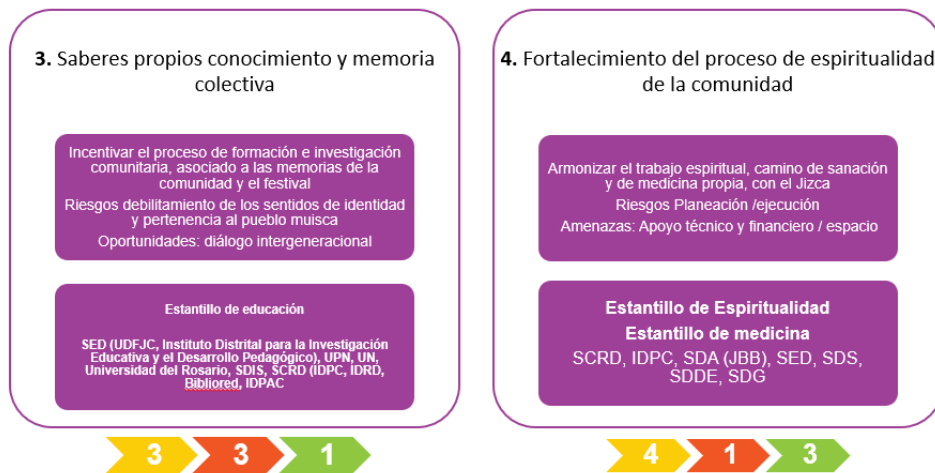 3. Saberes propios conocimiento y memoria
colectiva
Incentivar el proceso de formación e investigación
comunitaria, asociado a las memorias de la
comunidad y el festival
Riesgos debilitamiento de los sentidos de identidad
y pertenencia al pueblo muisca
Oportunidades: diálogo intergeneracional
Estantillo de educación
SED (UDFJC, Instituto Distrital para la Investigación
Educativa y el Desarrollo Pedagógico), UPN, UN,
Universidad del Rosario, SDIS, SCRD (IDPC, IDRD,
Bibliored, IDPAC
3 3 1
4. Fortalecimiento del proceso de espiritualidad
de la comunidad
Armonizar el trabajo espiritual, camino de sanación
y de medicina propia, con el Jizca
Riesgos Planeación /ejecución
Amenazas: Apoyo técnico y financiero / espacio
Estantillo de Espiritualidad
Estantillo de medicina
SCRD, IDPC, SDA (JBB), SED, SDS,
SDDE, SDG
4 1 3